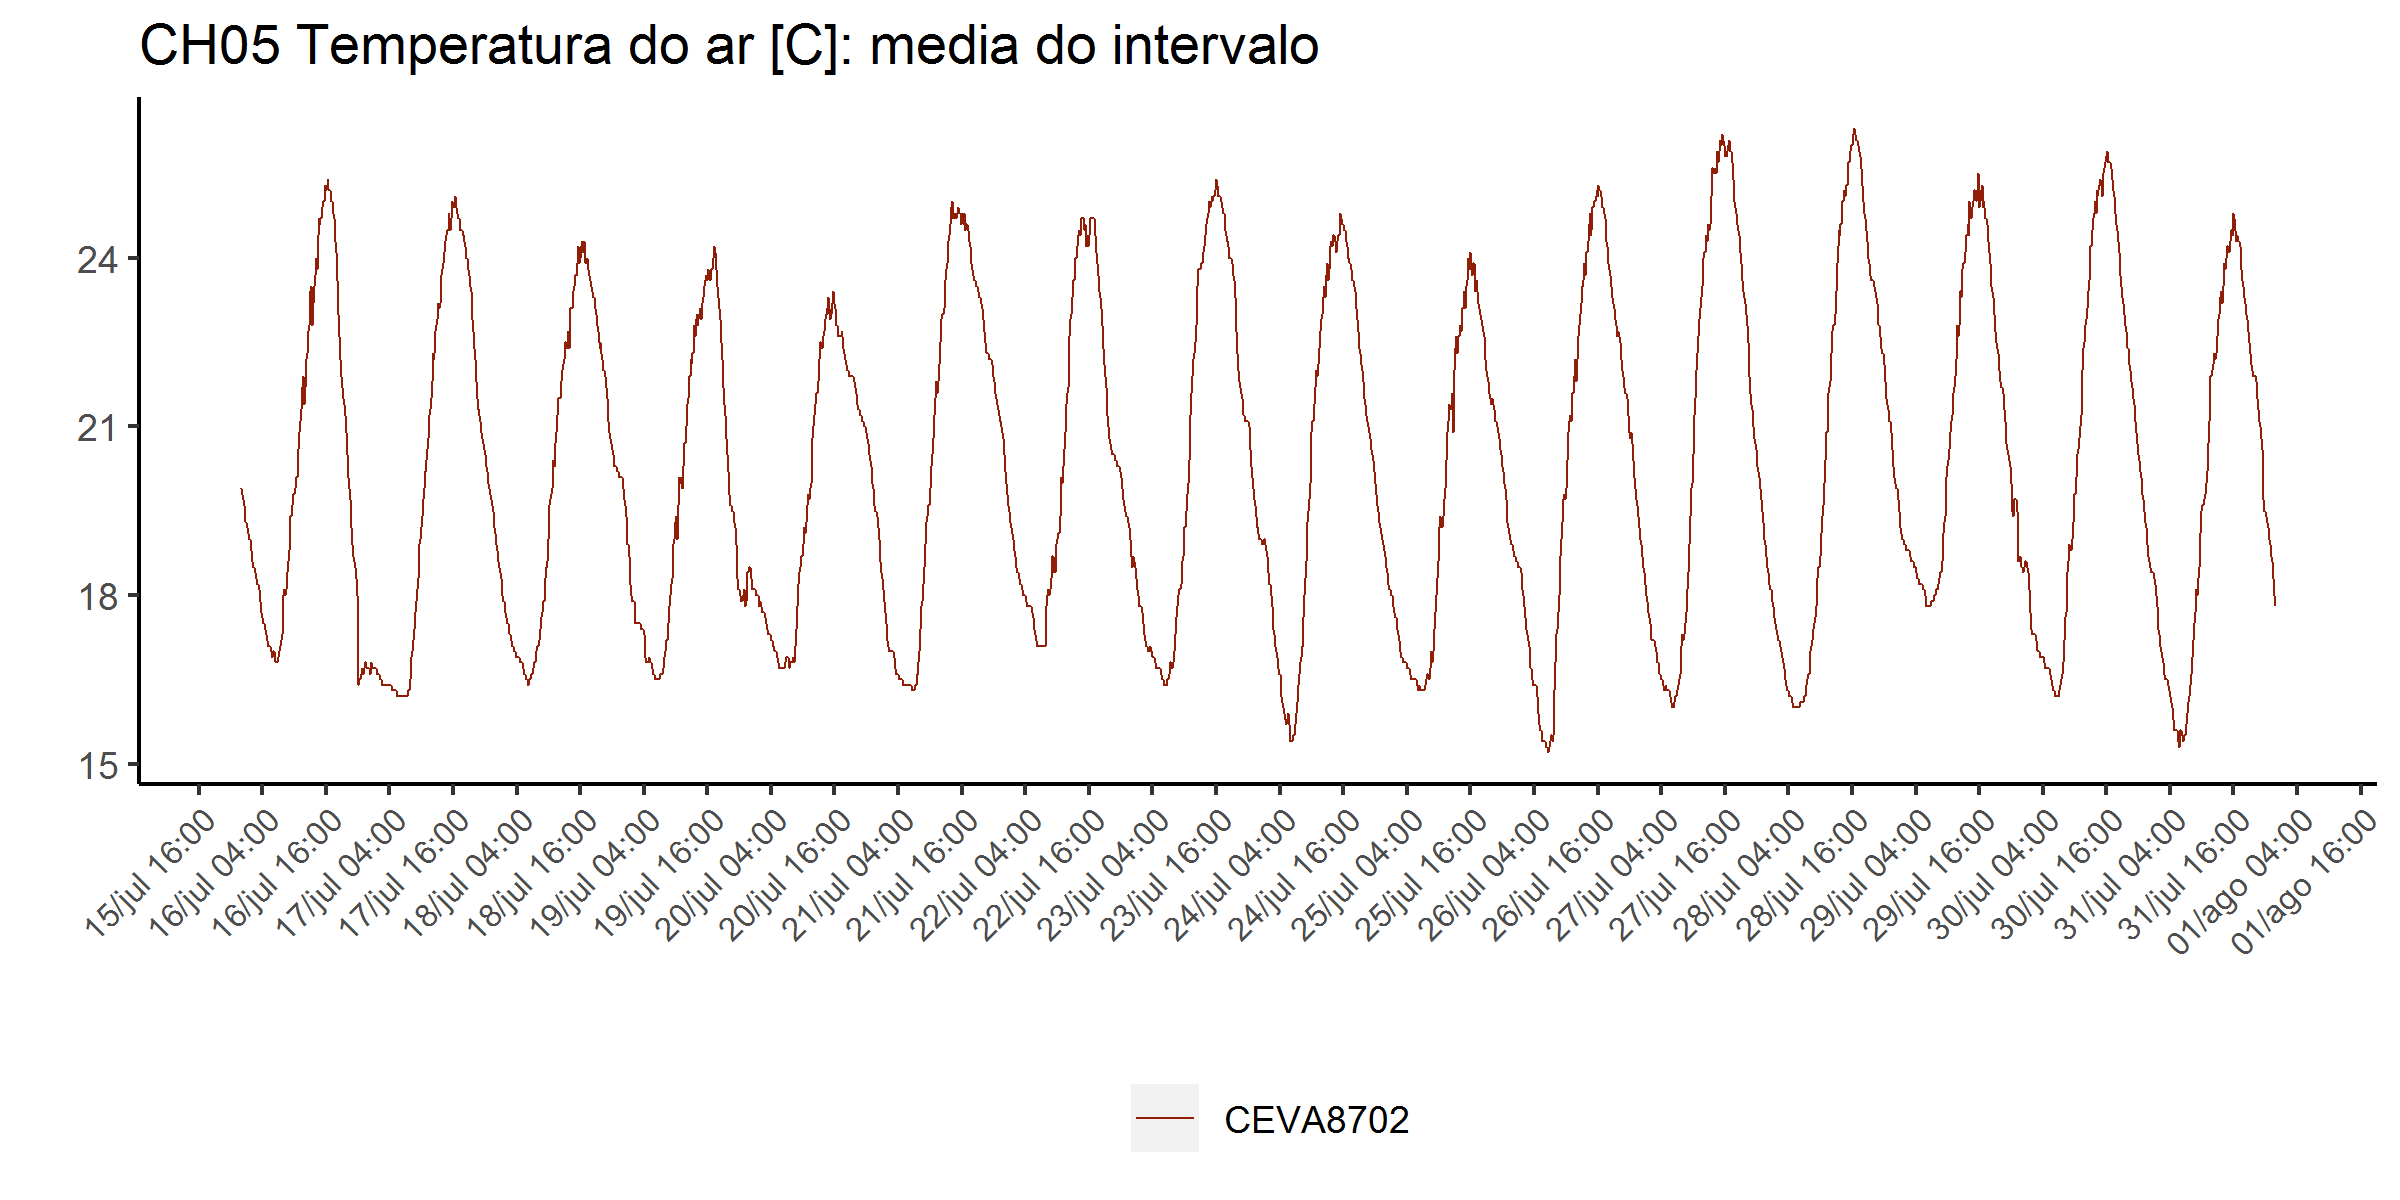 CH05 Temperatura do ar [C]: media do intervalo
24
21
18
15
15/jul 16:00
16/jul 04:00
16/jul 16:00
17/jul 04:00
17/jul 16:00
18/jul 04:00
18/jul 16:00
19/jul 04:00
19/jul 16:00
20/jul 04:00
20/jul 16:00
21/jul 04:00
21/jul 16:00
22/jul 04:00
22/jul 16:00
23/jul 04:00
23/jul 16:00
24/jul 04:00
24/jul 16:00
25/jul 04:00
25/jul 16:00
26/jul 04:00
26/jul 16:00
27/jul 04:00
27/jul 16:00
28/jul 04:00
28/jul 16:00
29/jul 04:00
29/jul 16:00
30/jul 04:00
30/jul 16:00
31/jul 04:00
31/jul 16:00
01/ago 04:00
01/ago 16:00
CEVA8702